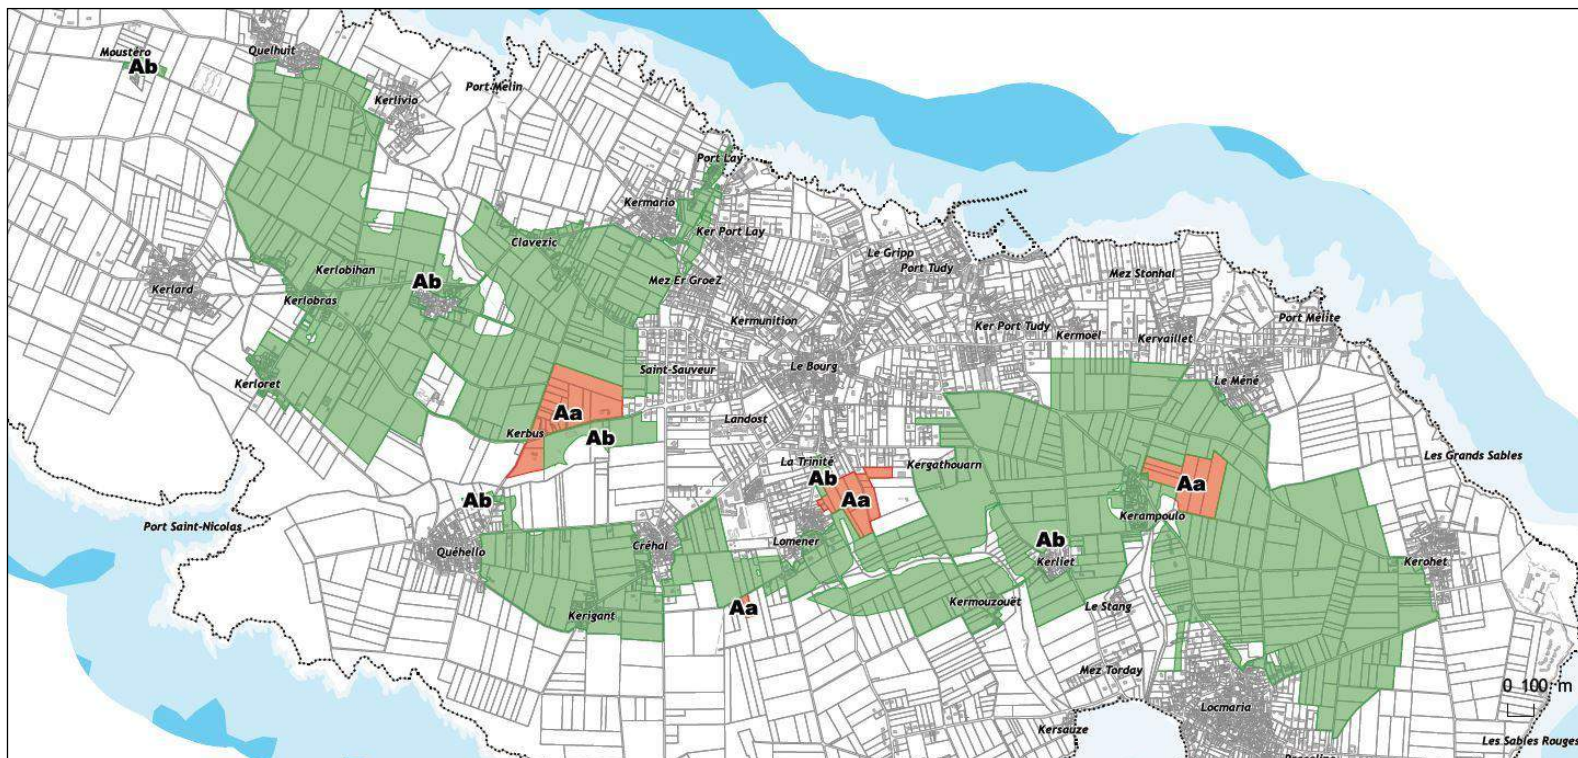 Moustéro
Ab
Quelhuit
Kerlivio
Port Melin
Port Lay
Kermario
Ker Port Lay
Clavezic
Le Gripp
Port Tudy
Mez Stonhal
Kerlard
Kerlobihan
Kerlobras
Ab
Mez Er GroeZ
Kermunition
Ker Port Tudy
Kermoël
Kervaillet
Port Mélite
Kerloret
Saint-Sauveur
Le Bourg
Le Méné
Aa
Kerbus
Ab
Landost
La Trinité
Ab
Aa
Kergathouarn
Aa
Les Grands Sables
Ab
Port Saint-Nicolas
Quéhello
Créhal
Lomener
Kerampoulo
Ab
Kerliet
Kerohet
Kerigant
Aa
Kermouzouët
Le Stang
Mez Torday
0 100 m
Locmaria
Kersauze
Les Sables Rouges